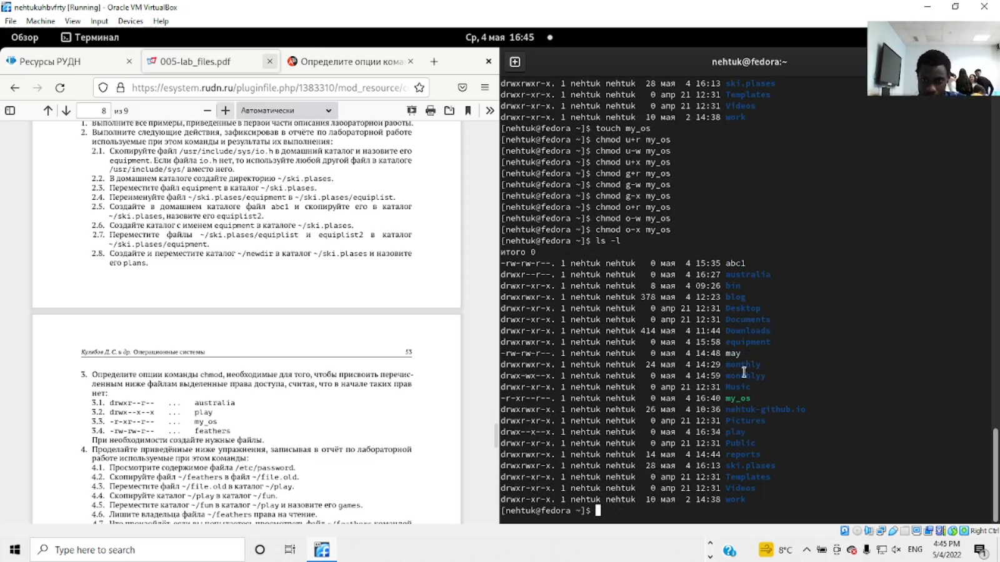 nehtukuhbvfrty [Running] - Oracle VM VirtualBox
File Machine View Input Devices Help
Обзор Терминал Ср, 4 мая 16:45
Ресурсы РУДН 005-lab_files.pdf Определите опции кома
https://esystem.rudn.ru/pluginfile.php/1383310/mod_resource/c
8 из 9 Автоматически
1. Выполните все примеры, приведённые в первой части описания лабораторной работы.
2. Выполните следующие действия, зафиксировав в отчёте по лабораторной работе
используемые при этом команды и результаты их выполнения:
2.1. Скопируйте файл /usr/include/sys/io.h в домашний каталог и назовите его
equipment. Если файла io.h нет, то используйте любой другой файл в каталоге
/usr/include/sys/ вместо него.
2.2. В домашнем каталоге создайте директорию ~/ski.plases.
2.3. Переместите файл equipment в каталог ~/ski.plases.
2.4. Переименуйте файл ~/ski.plases/equipment в ~/ski.plases/equiplist.
2.5. Создайте в домашнем каталоге файл abc1 и скопируйте его в каталог
~/ski.plases, назовите его equiplist2.
2.6. Создайте каталог с именем equipment в каталоге ~/ski.plases.
2.7. Переместите файлы ~/ski.plases/equiplist и equiplist2 в каталог
~/ski.plases/equipment.
2.8. Создайте и переместите каталог ~/newdir в каталог ~/ski.plases и назовите
его plans.
Кулябов Д. С. и др. Операционные системы 53
3. Определите опции команды chmod, необходимые для того, чтобы присвоить перечис-
ленным ниже файлам выделенные права доступа, считая, что в начале таких прав
нет:
3.1. drwxr--r-- ... australia
3.2. drwx--x--x ... play
3.3. -r-xr--r-- ... my_os
3.4. -rw-rw-r-- ... feathers
При необходимости создайте нужные файлы.
4. Проделайте приведённые ниже упражнения, записывая в отчёт по лабораторной
работе используемые при этом команды:
4.1. Просмотрите содержимое файла /etc/password.
4.2. Скопируйте файл ~/feathers в файл ~/file.old.
4.3. Переместите файл ~/file.old в каталог ~/play.
4.4. Скопируйте каталог ~/play в каталог ~/fun.
4.5. Переместите каталог ~/fun в каталог ~/play и назовите его games.
4.6. Лишите владельца файла ~/feathers права на чтение.
4.7. Что произойдёт, если вы попытаетесь просмотреть файл ~/feathers командой
nehtuk@fedora:~
drwxrwxr-x. 1 nehtuk nehtuk 28 мая 4 16:13 ski.plases
drwxr-xr-x. 1 nehtuk nehtuk 0 апр 21 12:31 Templates
drwxr-xr-x. 1 nehtuk nehtuk 0 апр 21 12:31 Videos
drwxr-xr-x. 1 nehtuk nehtuk 10 мая 2 14:38 work
[nehtuk@fedora ~]$ touch my_os
[nehtuk@fedora ~]$ chmod u+r my_os
[nehtuk@fedora ~]$ chmod u-w my_os
[nehtuk@fedora ~]$ chmod u+x my_os
[nehtuk@fedora ~]$ chmod g+r my_os
[nehtuk@fedora ~]$ chmod g-w my_os
[nehtuk@fedora ~]$ chmod g-x my_os
[nehtuk@fedora ~]$ chmod o+r my_os
[nehtuk@fedora ~]$ chmod o-w my_os
[nehtuk@fedora ~]$ chmod o-x my_os
[nehtuk@fedora ~]$ ls -l
итого 0
-rw-rw-r--. 1 nehtuk nehtuk 0 мая 4 15:35 abc1
drwxr--r--. 1 nehtuk nehtuk 0 мая 4 16:27 australia
drwxr-xr-x. 1 nehtuk nehtuk 8 мая 4 09:26 bin
drwxrwxr-x. 1 nehtuk nehtuk 378 мая 4 12:23 blog
drwxr-xr-x. 1 nehtuk nehtuk 0 апр 21 12:31 Desktop
drwxr-xr-x. 1 nehtuk nehtuk 0 апр 21 12:31 Documents
drwxr-xr-x. 1 nehtuk nehtuk 414 мая 4 11:44 Downloads
drwxrwxr-x. 1 nehtuk nehtuk 0 мая 4 15:58 equipment
-rw-rw-r--. 1 nehtuk nehtuk 0 мая 4 14:48 may
drwxrwxr-x. 1 nehtuk nehtuk 24 мая 4 14:29 monthly
drwx-wx--x. 1 nehtuk nehtuk 0 мая 4 14:59 monthlyy
drwxr-xr-x. 1 nehtuk nehtuk 0 апр 21 12:31 Music
-r-xr--r--. 1 nehtuk nehtuk 0 мая 4 16:40 my_os
drwxrwxr-x. 1 nehtuk nehtuk 26 мая 4 10:36 nehtuk-github.io
drwxr-xr-x. 1 nehtuk nehtuk 0 апр 21 12:31 Pictures
drwx--x--x. 1 nehtuk nehtuk 0 мая 4 16:34 play
drwxr-xr-x. 1 nehtuk nehtuk 0 апр 21 12:31 Public
drwxrwxr-x. 1 nehtuk nehtuk 14 мая 4 14:44 reports
drwxrwxr-x. 1 nehtuk nehtuk 28 мая 4 16:13 ski.plases
drwxr-xr-x. 1 nehtuk nehtuk 0 апр 21 12:31 Templates
drwxr-xr-x. 1 nehtuk nehtuk 0 апр 21 12:31 Videos
drwxr-xr-x. 1 nehtuk nehtuk 10 мая 2 14:38 work
[nehtuk@fedora ~]$
Right Ctrl
Type here to search
8°C ENG 4:45 PM
5/4/2022
1